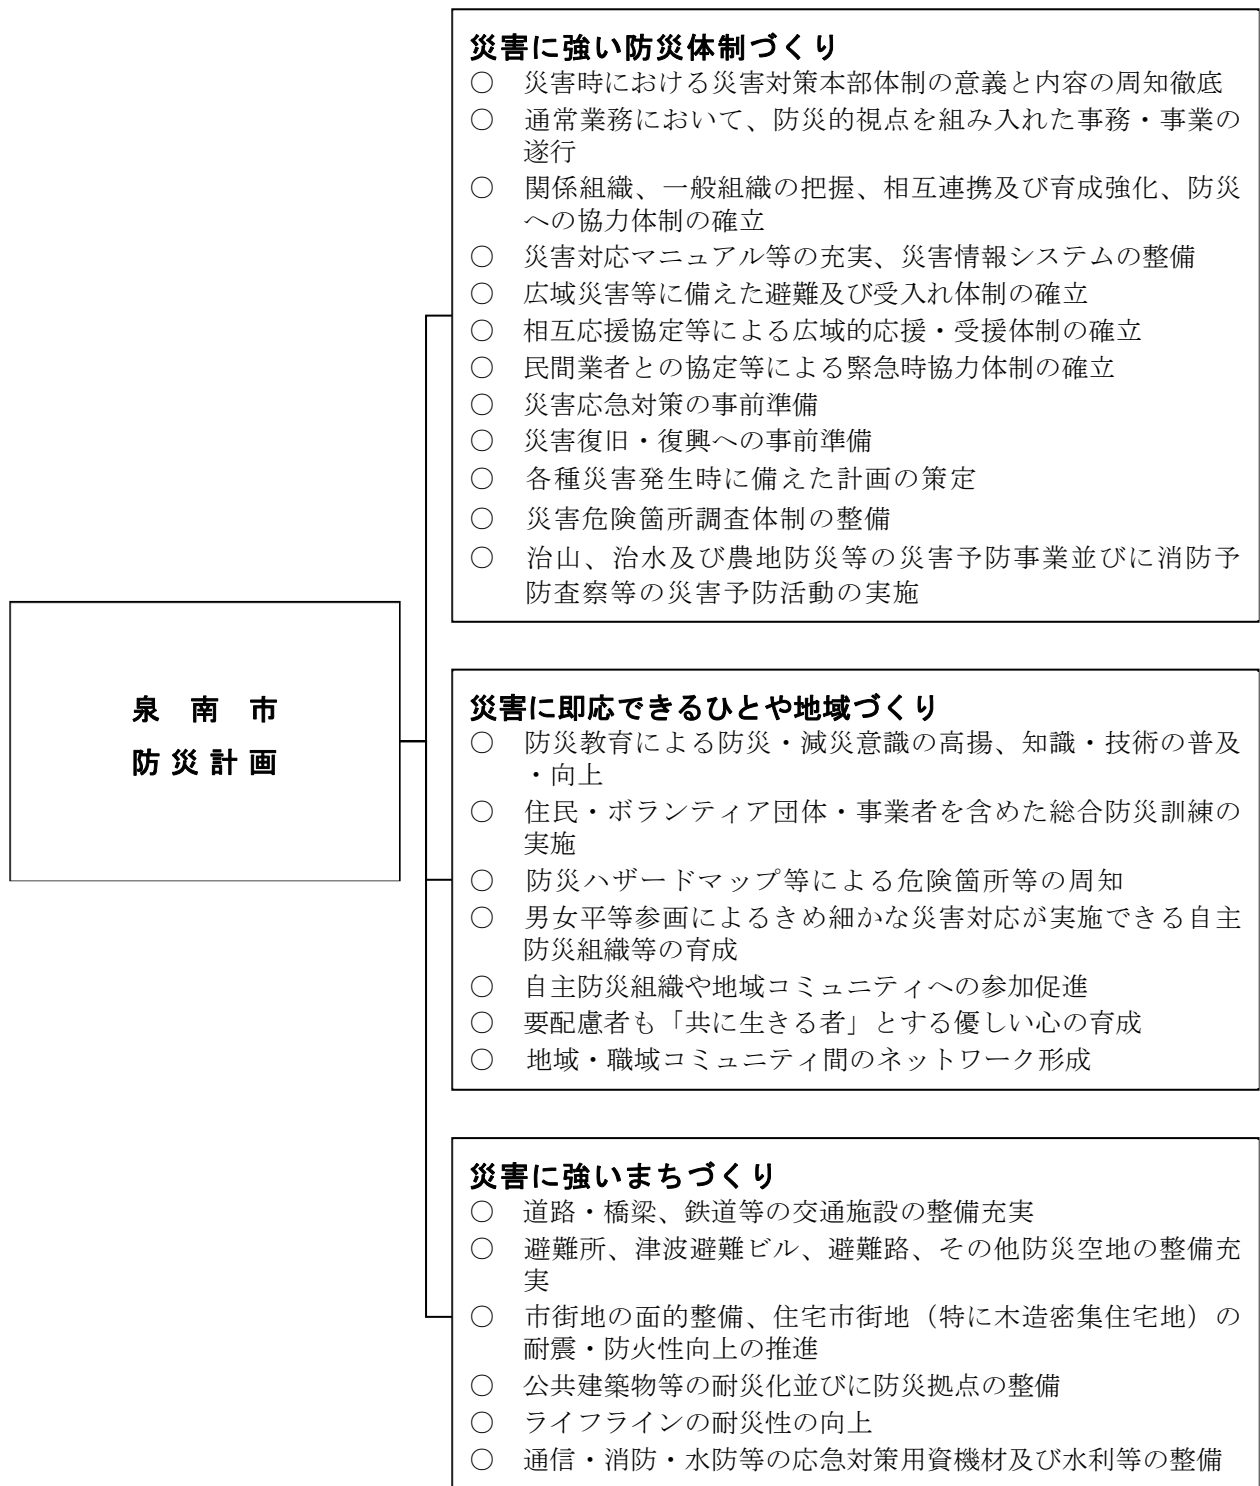 災害に強い防災体制づくり
○ 災害時における災害対策本部体制の意義と内容の周知徹底
○ 通常業務において、防災的視点を組み入れた事務・事業の
遂行
○ 関係組織、一般組織の把握、相互連携及び育成強化、防災
への協力体制の確立
○ 災害対応マニュアル等の充実、災害情報システムの整備
○ 広域災害等に備えた避難及び受入れ体制の確立
○ 相互応援協定等による広域的応援・受援体制の確立
○ 民間業者との協定等による緊急時協力体制の確立
○ 災害応急対策の事前準備
○ 災害復旧・復興への事前準備
○ 各種災害発生時に備えた計画の策定
○ 災害危険箇所調査体制の整備
○ 治山、治水及び農地防災等の災害予防事業並びに消防予
防査察等の災害予防活動の実施
泉南市
防災計画
災害に即応できるひとや地域づくり
○ 防災教育による防災・減災意識の高揚、知識・技術の普及
・向上
○ 住民・ボランティア団体・事業者を含めた総合防災訓練の
実施
○ 防災ハザードマップ等による危険箇所等の周知
○ 男女平等参画によるきめ細かな災害対応が実施できる自主
防災組織等の育成
○ 自主防災組織や地域コミュニティへの参加促進
○ 要配慮者も「共に生きる者」とする優しい心の育成
○ 地域・職域コミュニティ間のネットワーク形成
災害に強いまちづくり
○ 道路・橋梁、鉄道等の交通施設の整備充実
○ 避難所、津波避難ビル、避難路、その他防災空地の整備充
実
○ 市街地の面的整備、住宅市街地（特に木造密集住宅地）の
耐震・防火性向上の推進
○ 公共建築物等の耐災化並びに防災拠点の整備
○ ライフラインの耐災性の向上
○ 通信・消防・水防等の応急対策用資機材及び水利等の整備